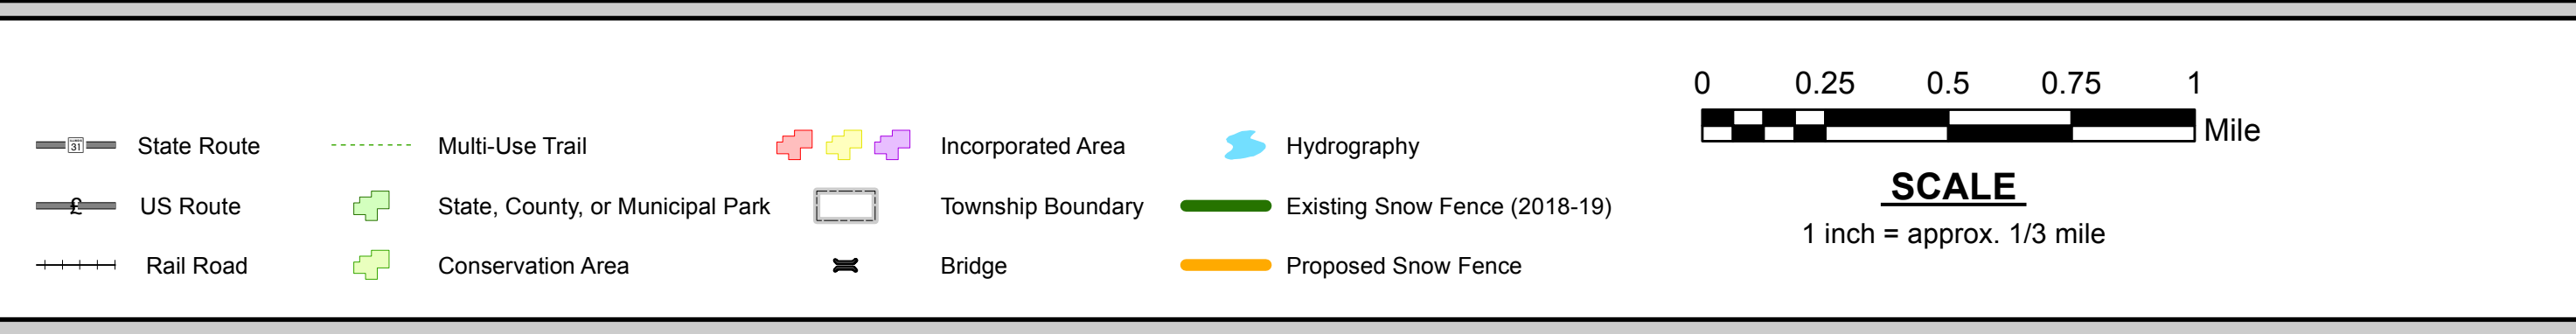 31 State Route
US Route
Rail Road
Multi-Use Trail
State, County, or Municipal Park
Conservation Area
Incorporated Area
Township Boundary
Bridge
Hydrography
Existing Snow Fence (2018-19)
Proposed Snow Fence
0 0.25 0.5 0.75 1
Mile
SCALE
1 inch = approx. 1/3 mile